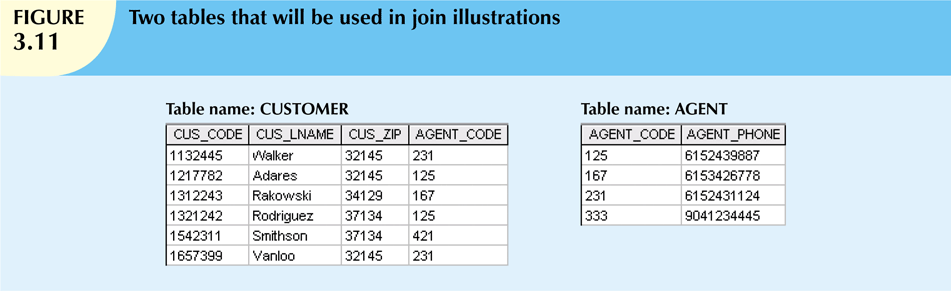 FIGURE 3.11
Two tables that will be used in join illustrations
Table name: CUSTOMER
CUS_CODE CUS_LNAME CUS_ZIP AGENT_CODE
1132445 Walker 32145 231
1217782 Adares 32145 125
1312243 Rakowski 34129 167
1321242 Rodriguez 37134 125
1542311 Smithson 37134 421
1657399 Vanloo 32145 231
Table name: AGENT
AGENT_CODE AGENT_PHONE
125 6152439887
167 6153426778
231 6152431124
333 9041234445